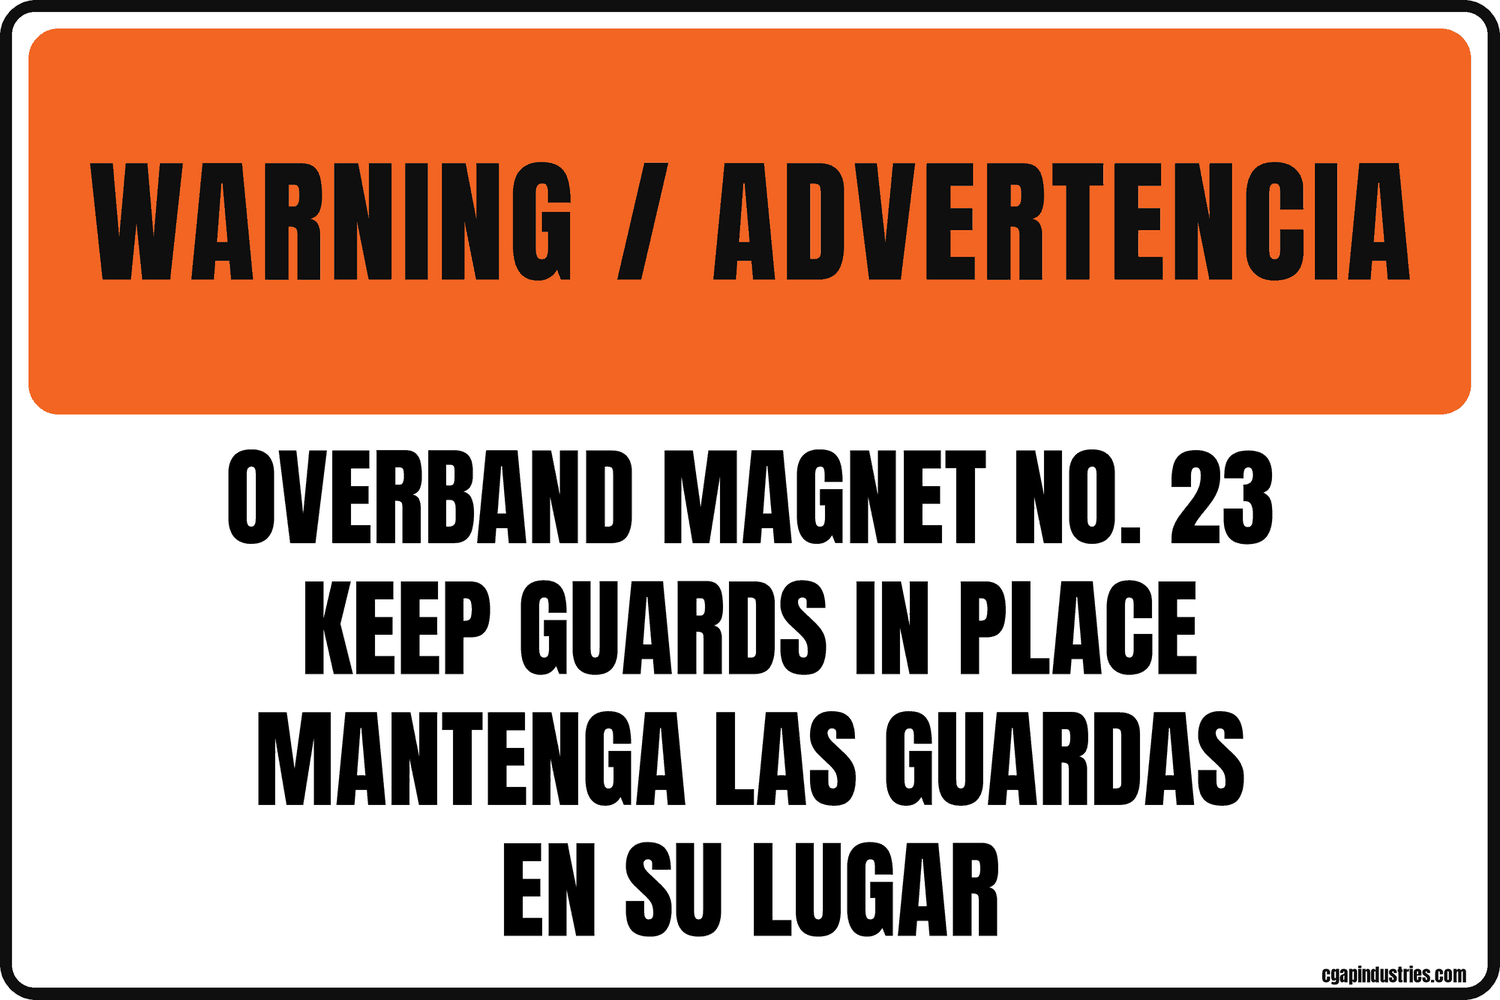 WARNING / ADVERTENCIA
OVERBAND MAGNET NO. 23
KEEP GUARDS IN PLACE
MANTENGA LAS GUARDAS
EN SU LUGAR
cgapindustries.com